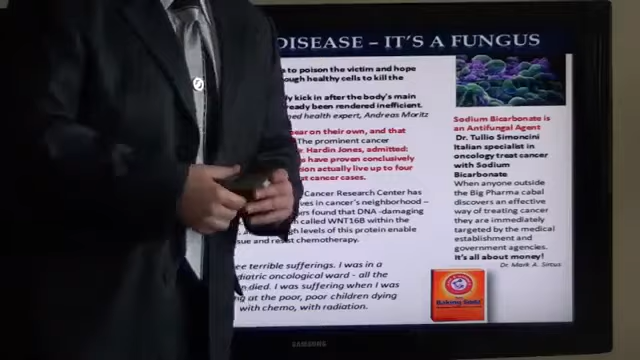 DISEASE – IT'S A FUNGUS
s to poison the victim and hope
ough healthy cells to kill the
ly kick in after the body's main
ready been rendered inefficient.
health expert, Andreas Moritz
ear on their own, and that
The prominent cancer
Hardin Jones, admitted:
s have proven conclusively
sion actually live up to four
st cancer cases.
Cancer Research Center has
ves in cancer's neighborhood –
rs found that DNA -damaging
called WNT16B within the
levels of this protein enable
sue and resist chemotherapy.
ee terrible sufferings. I was in a
diatric oncological ward - all the
n died. I was suffering when I was
g at the poor, poor children dying
with chemo, with radiation.
Sodium Bicarbonate is
an Antifungal Agent
Dr. Tullio Simoncini
Italian specialist in
oncology treat cancer
with Sodium
Bicarbonate
When anyone outside
the Big Pharma cabal
discovers an effective
way of treating cancer
they are immediately
targeted by the medical
establishment and
government agencies.
It's all about money!
Dr Mark A. Sircus
ARM & HAMMER
Baking Soda
SAMSUNG